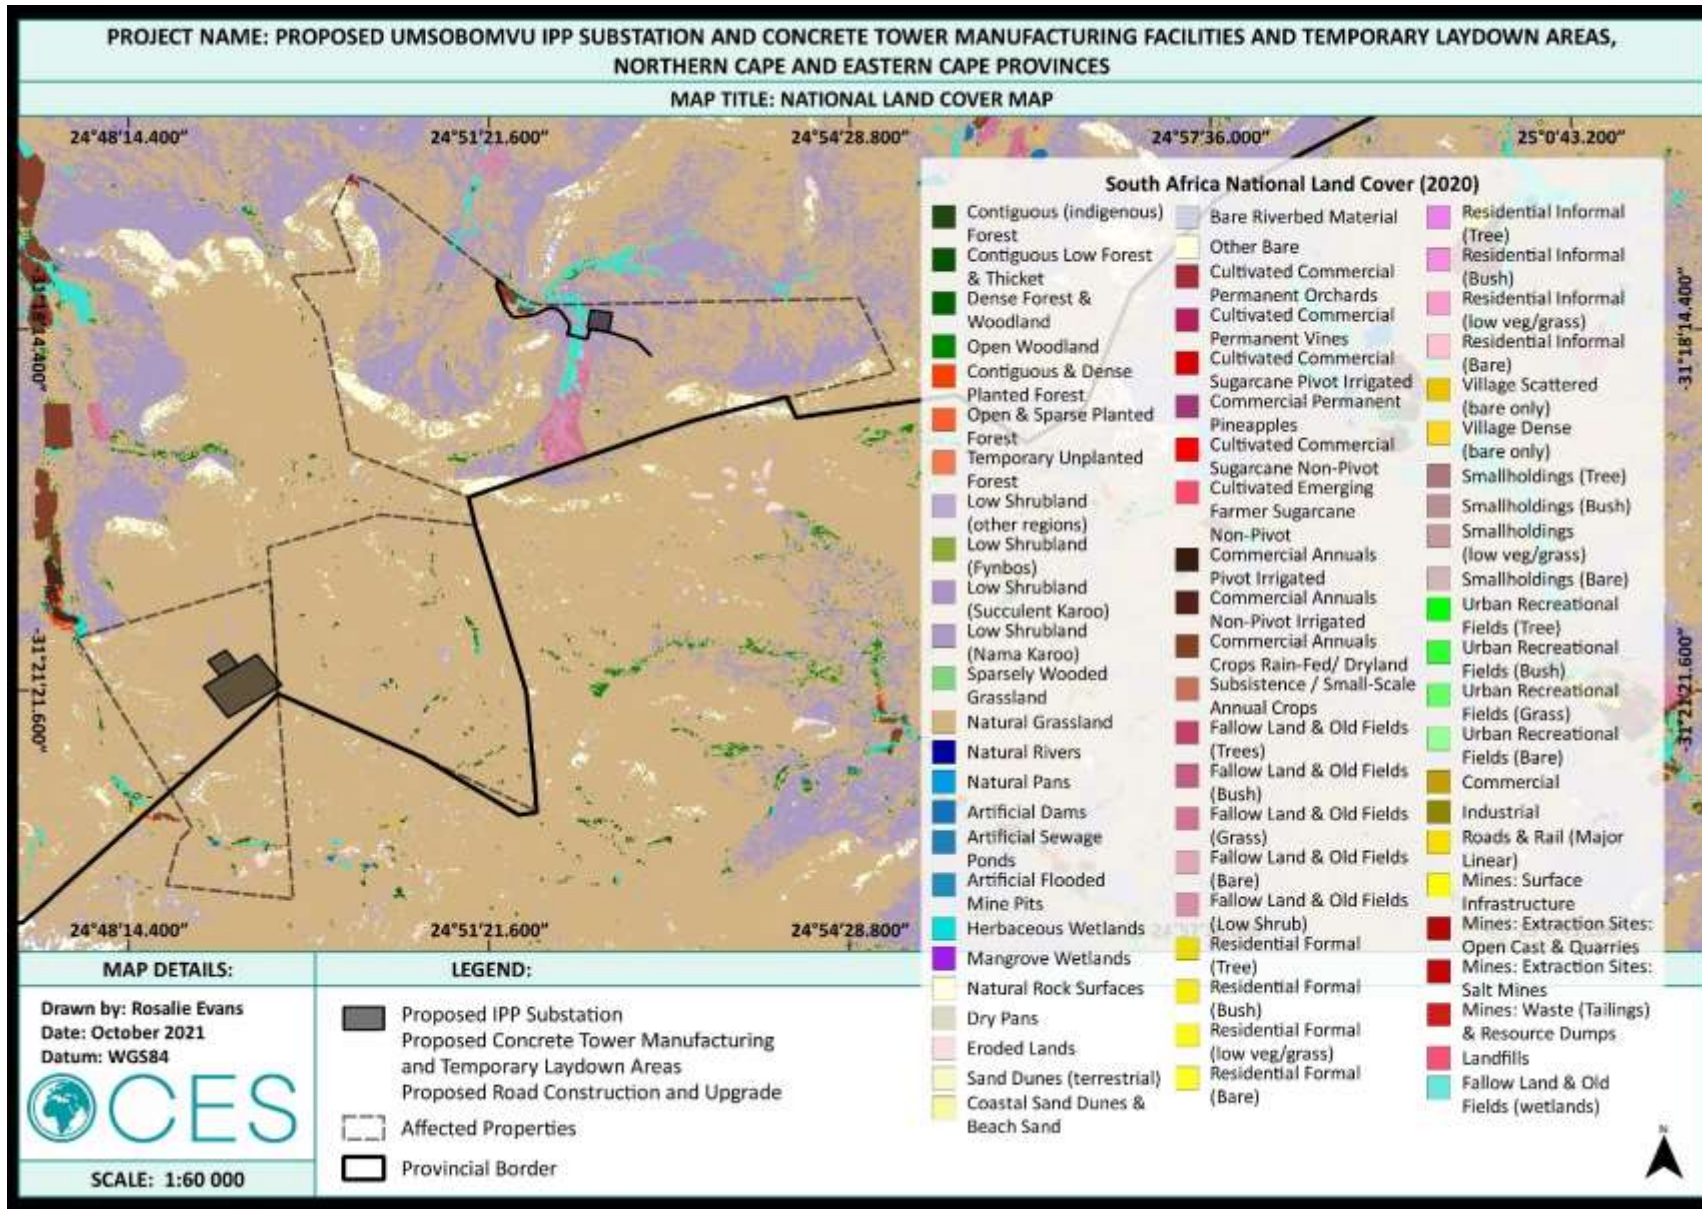 PROJECT NAME: PROPOSED UMSOBOMVU IPP SUBSTATION AND CONCRETE TOWER MANUFACTURING FACILITIES AND TEMPORARY LAYDOWN AREAS,
NORTHERN CAPE AND EASTERN CAPE PROVINCES
MAP TITLE: NATIONAL LAND COVER MAP
24°48'14.400"
24°51'21.600"
24°54'28.800"
24°57'36.000"
25°0'43.200"
-31°18'14.400"
-31°18'14.400"
-31°21'21.600"
-31°21'21.600"
South Africa National Land Cover (2020)
Contiguous (indigenous)
Forest
Contiguous Low Forest
& Thicket
Dense Forest &
Woodland
Open Woodland
Contiguous & Dense
Planted Forest
Open & Sparse Planted
Forest
Temporary Unplanted
Forest
Low Shrubland
(other regions)
Low Shrubland
(Fynbos)
Low Shrubland
(Succulent Karoo)
Low Shrubland
(Nama Karoo)
Sparsely Wooded
Grassland
Natural Grassland
Natural Rivers
Natural Pans
Artificial Dams
Artificial Sewage
Ponds
Artificial Flooded
Mine Pits
Herbaceous Wetlands
Mangrove Wetlands
Natural Rock Surfaces
Dry Pans
Eroded Lands
Sand Dunes (terrestrial)
Coastal Sand Dunes &
Beach Sand
Bare Riverbed Material
Other Bare
Cultivated Commercial
Permanent Orchards
Cultivated Commercial
Permanent Vines
Cultivated Commercial
Sugarcane Pivot Irrigated
Commercial Permanent
Pineapples
Cultivated Commercial
Sugarcane Non-Pivot
Cultivated Emerging
Farmer Sugarcane
Non-Pivot
Commercial Annuals
Pivot Irrigated
Commercial Annuals
Non-Pivot Irrigated
Commercial Annuals
Crops Rain-Fed/ Dryland
Subsistence / Small-Scale
Annual Crops
Fallow Land & Old Fields
(Trees)
Fallow Land & Old Fields
(Bush)
Fallow Land & Old Fields
(Grass)
Fallow Land & Old Fields
(Bare)
Fallow Land & Old Fields
(Low Shrub)
Residential Formal
(Tree)
Residential Formal
(Bush)
Residential Formal
(low veg/grass)
Residential Formal
(Bare)
Residential Informal
(Tree)
Residential Informal
(Bush)
Residential Informal
(low veg/grass)
Residential Informal
(Bare)
Village Scattered
(bare only)
Village Dense
(bare only)
Smallholdings (Tree)
Smallholdings (Bush)
Smallholdings
(low veg/grass)
Smallholdings (Bare)
Urban Recreational
Fields (Tree)
Urban Recreational
Fields (Bush)
Urban Recreational
Fields (Grass)
Urban Recreational
Fields (Bare)
Commercial
Industrial
Roads & Rail (Major
Linear)
Mines: Surface
Infrastructure
Mines: Extraction Sites:
Open Cast & Quarries
Mines: Extraction Sites:
Salt Mines
Mines: Waste (Tailings)
& Resource Dumps
Landfills
Fallow Land & Old
Fields (wetlands)
24°48'14.400"
24°51'21.600"
24°54'28.800"
MAP DETAILS:
Drawn by: Rosalie Evans
Date: October 2021
Datum: WGS84
CES
SCALE: 1:60 000
LEGEND:
Proposed IPP Substation
Proposed Concrete Tower Manufacturing
and Temporary Laydown Areas
Proposed Road Construction and Upgrade
Affected Properties
Provincial Border
N